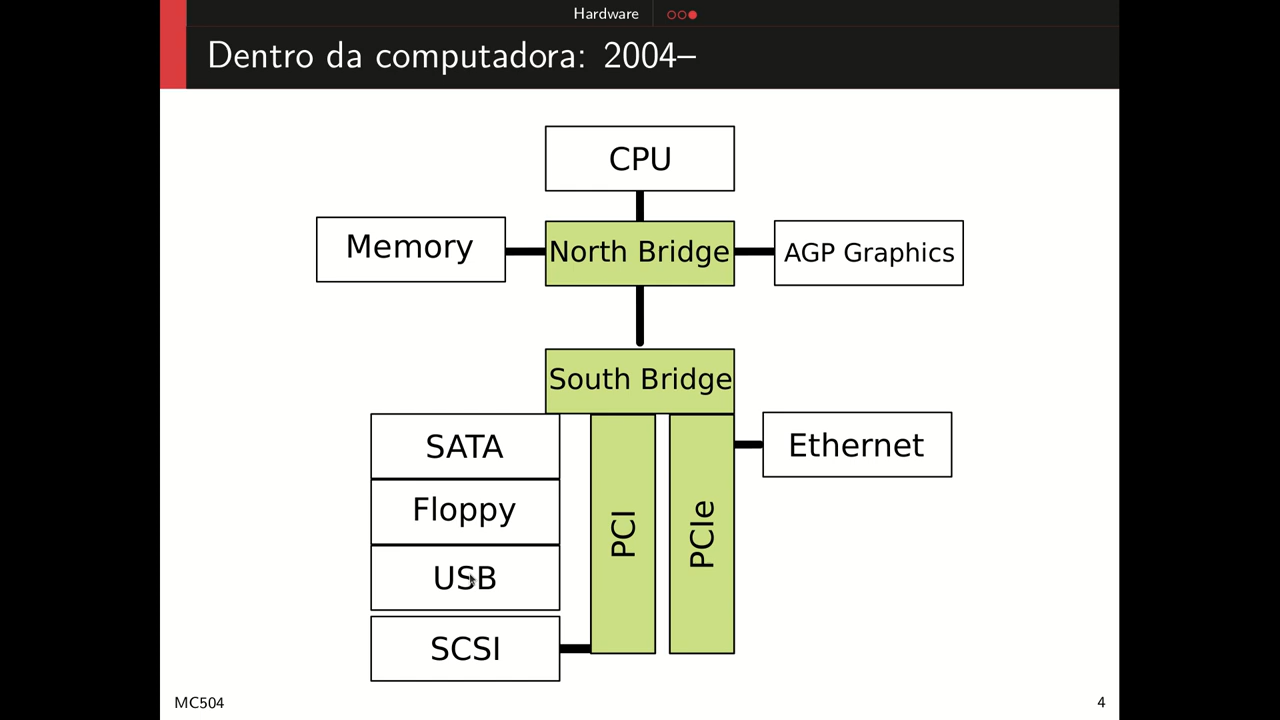 Hardware
Dentro da computadora: 2004–
CPU
Memory
North Bridge
AGP Graphics
South Bridge
SATA
Floppy
USB
SCSI
PCI
PCIe
Ethernet
MC504
4